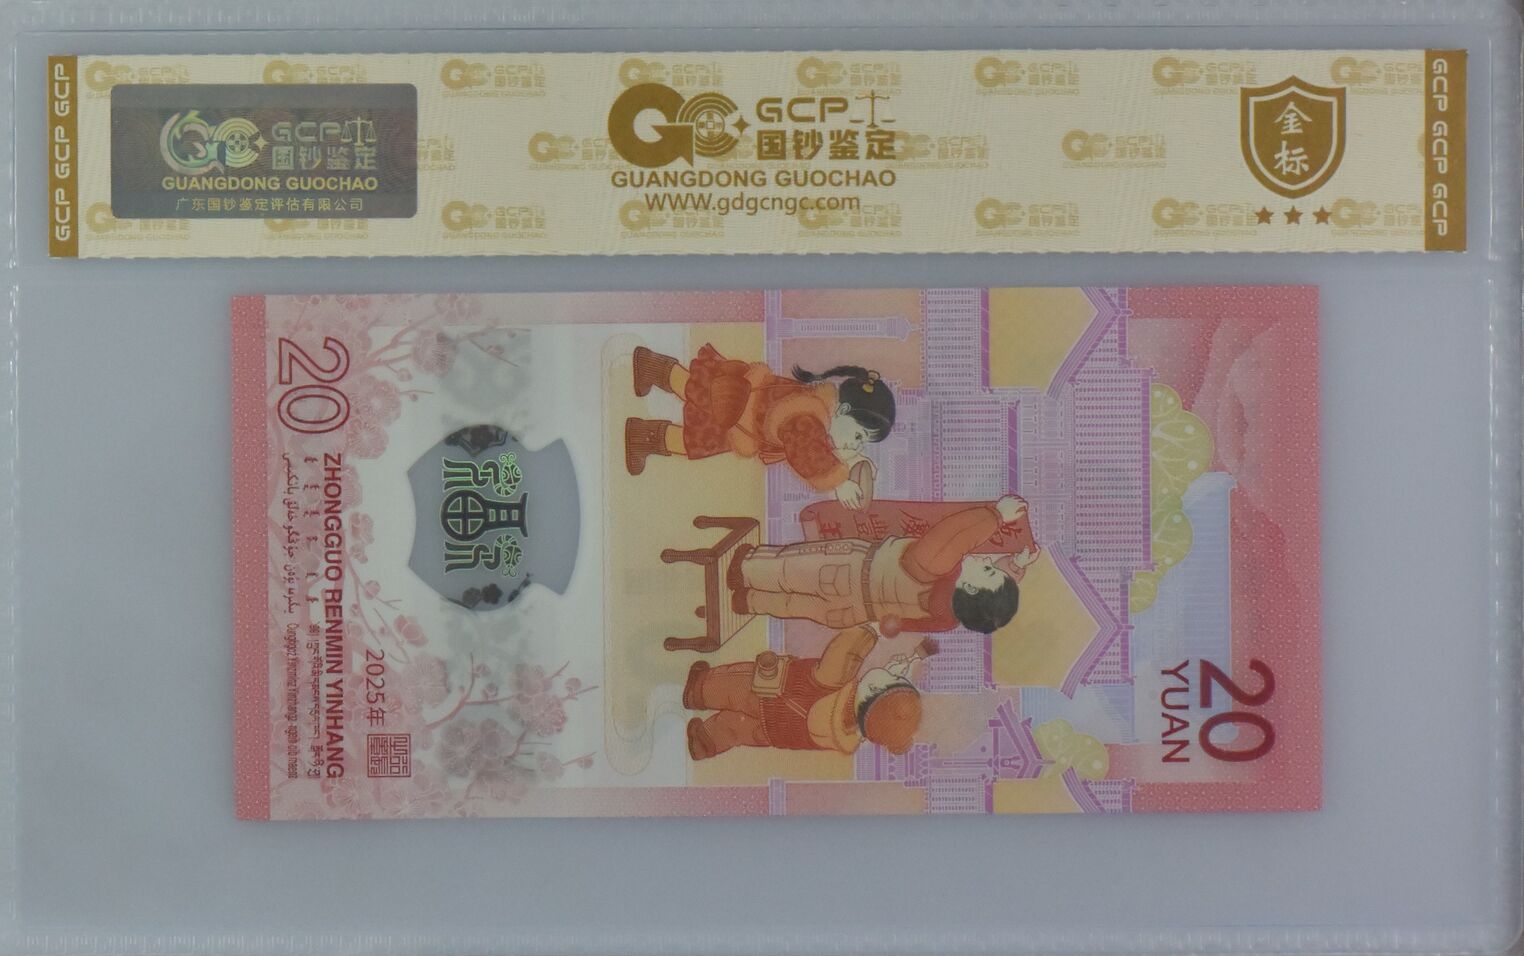 GCP GCP GCP
GCP 国钞鉴定
GUANGDONG GUOCHAO
广东国钞鉴定评估有限公司
GCP
国钞鉴定
GUANGDONG GUOCHAO
WWW.gdgcngc.com
金
标
GCP GCP GCP
20
ZHONGGUO RENMIN YINHANG
2025年
20
YUAN